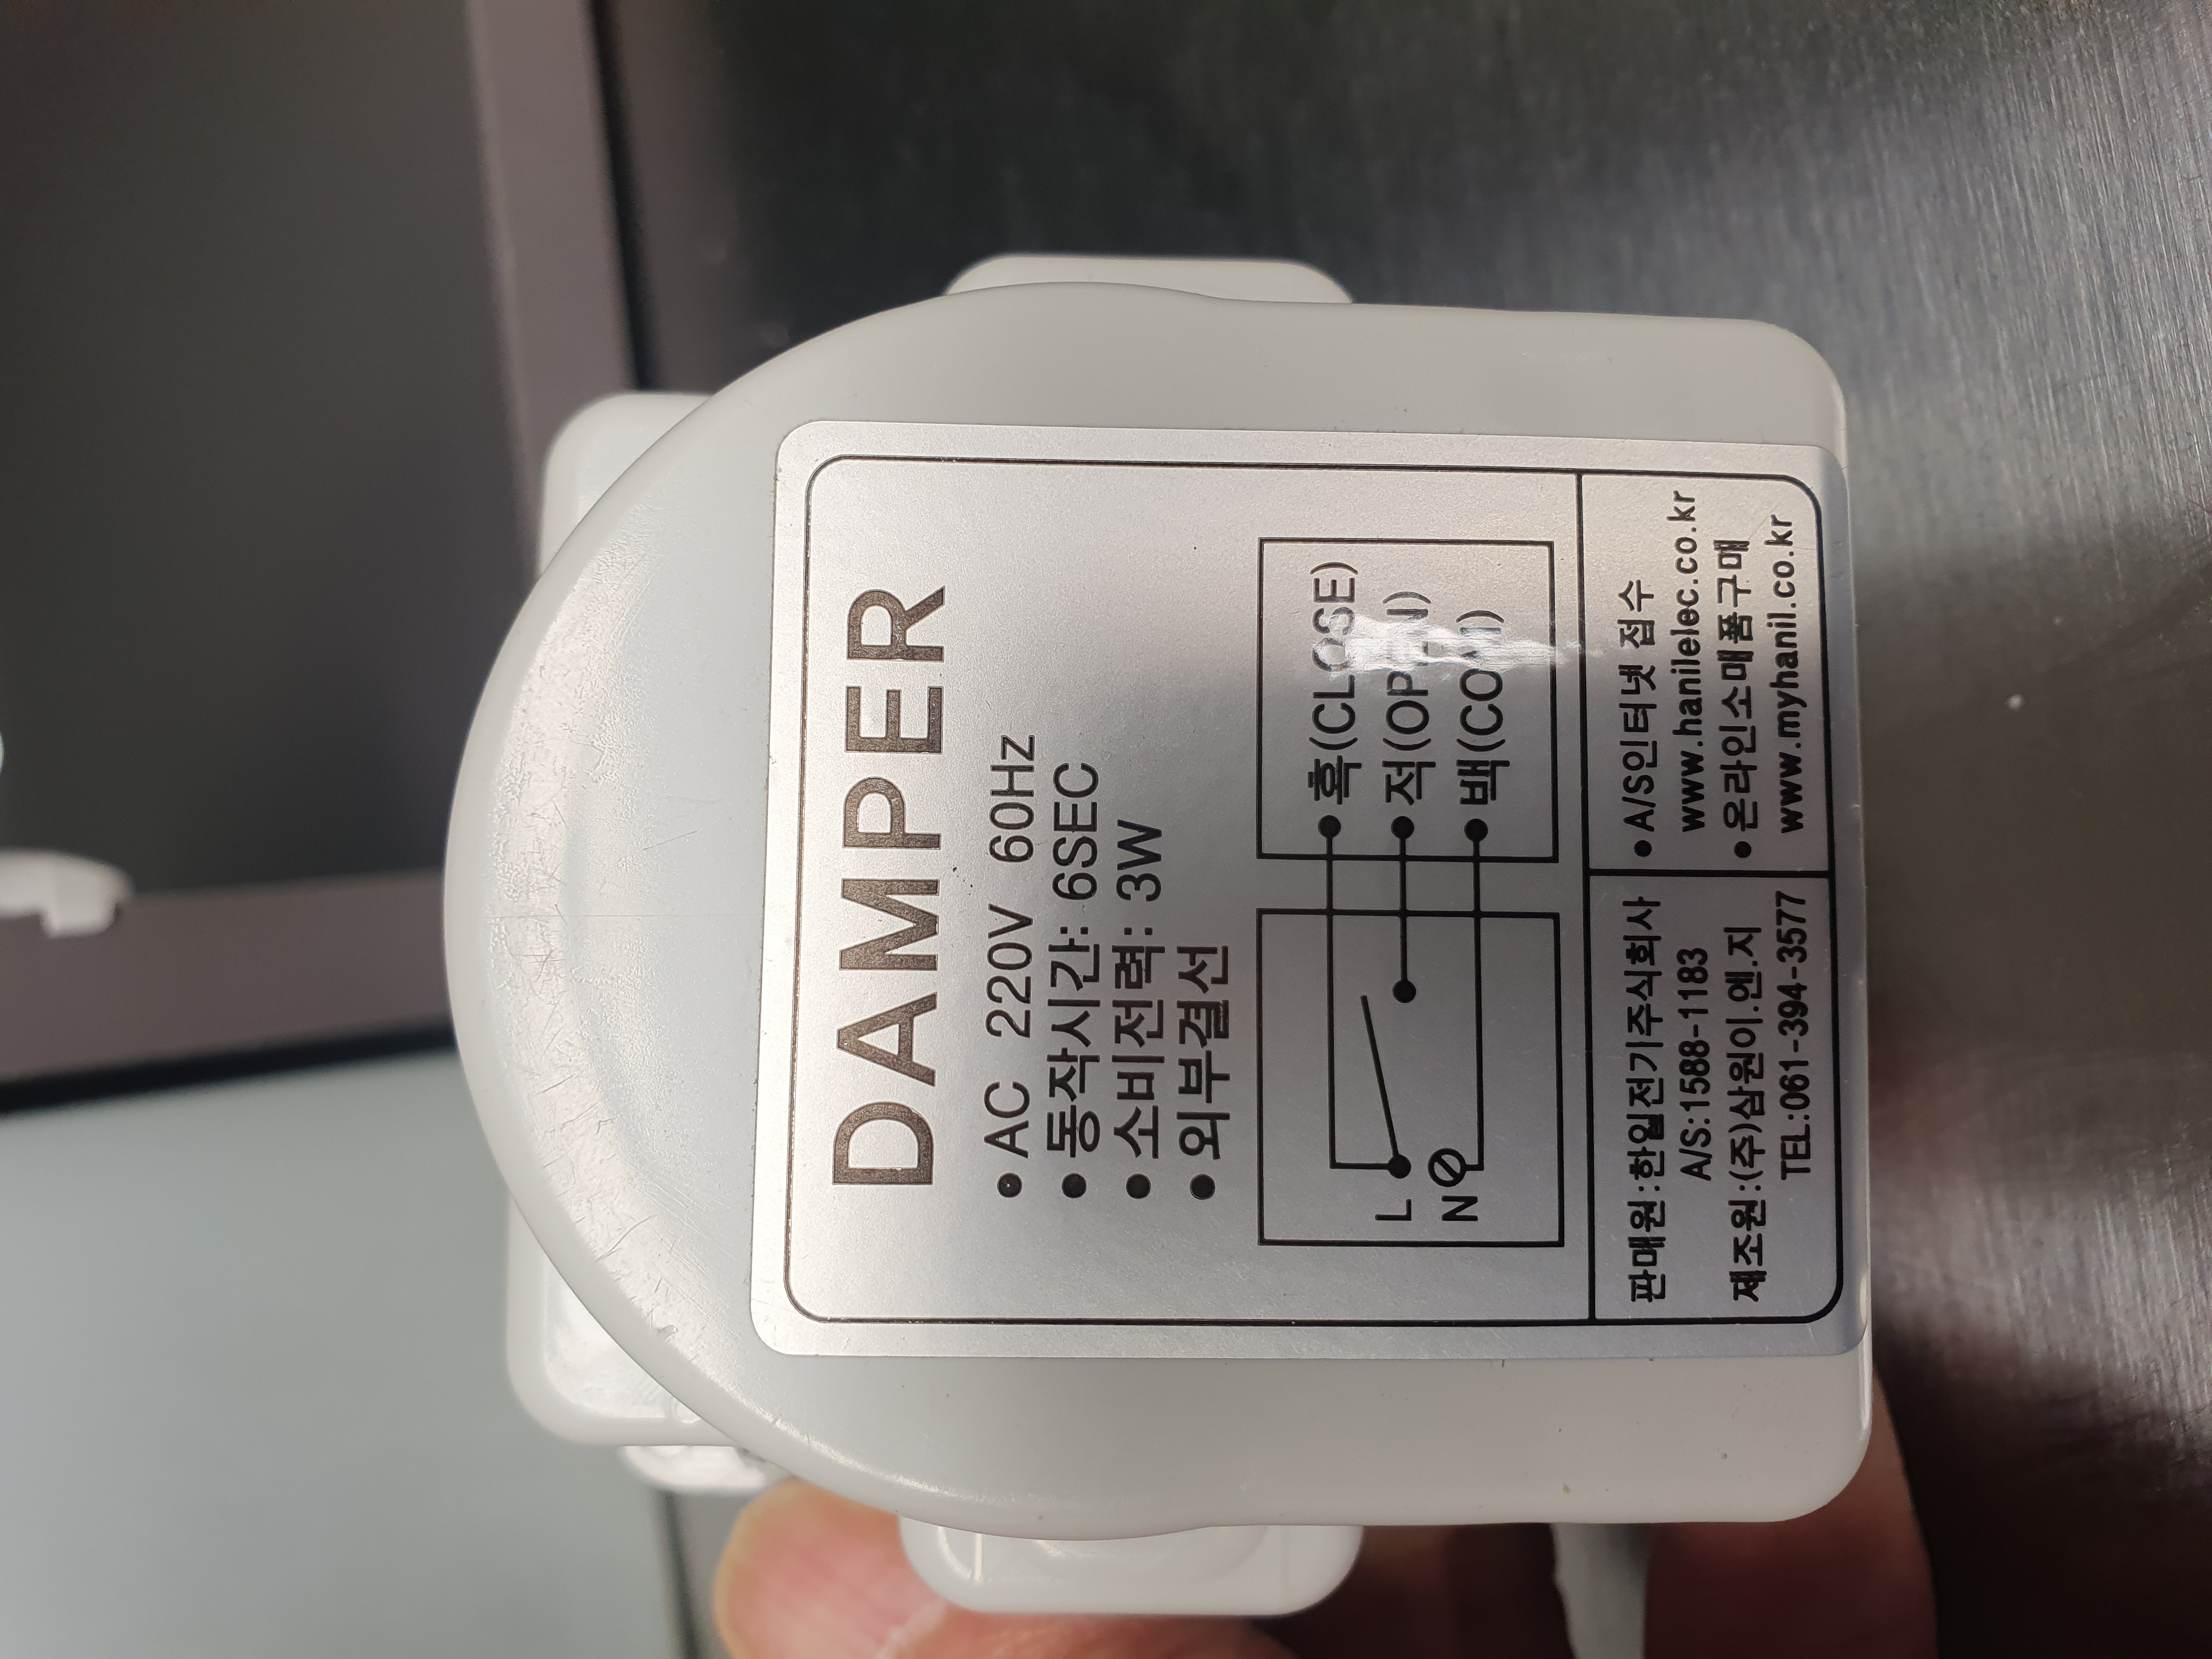 DAMPER
• AC 220V 60Hz
• 동작시간: 6SEC
• 소비전력: 3W
• 외부결선
L
N
흑(CLOSE)
적(OPEN)
백(COM)
판매원:한일전기주식회사
A/S:1588-1183
제조원:(주)삼원이.엔.지
TEL:061-394-3577
• A/S인터넷 접수
www.hanilelec.co.kr
• 온라인소매품구매
www.myhanil.co.kr